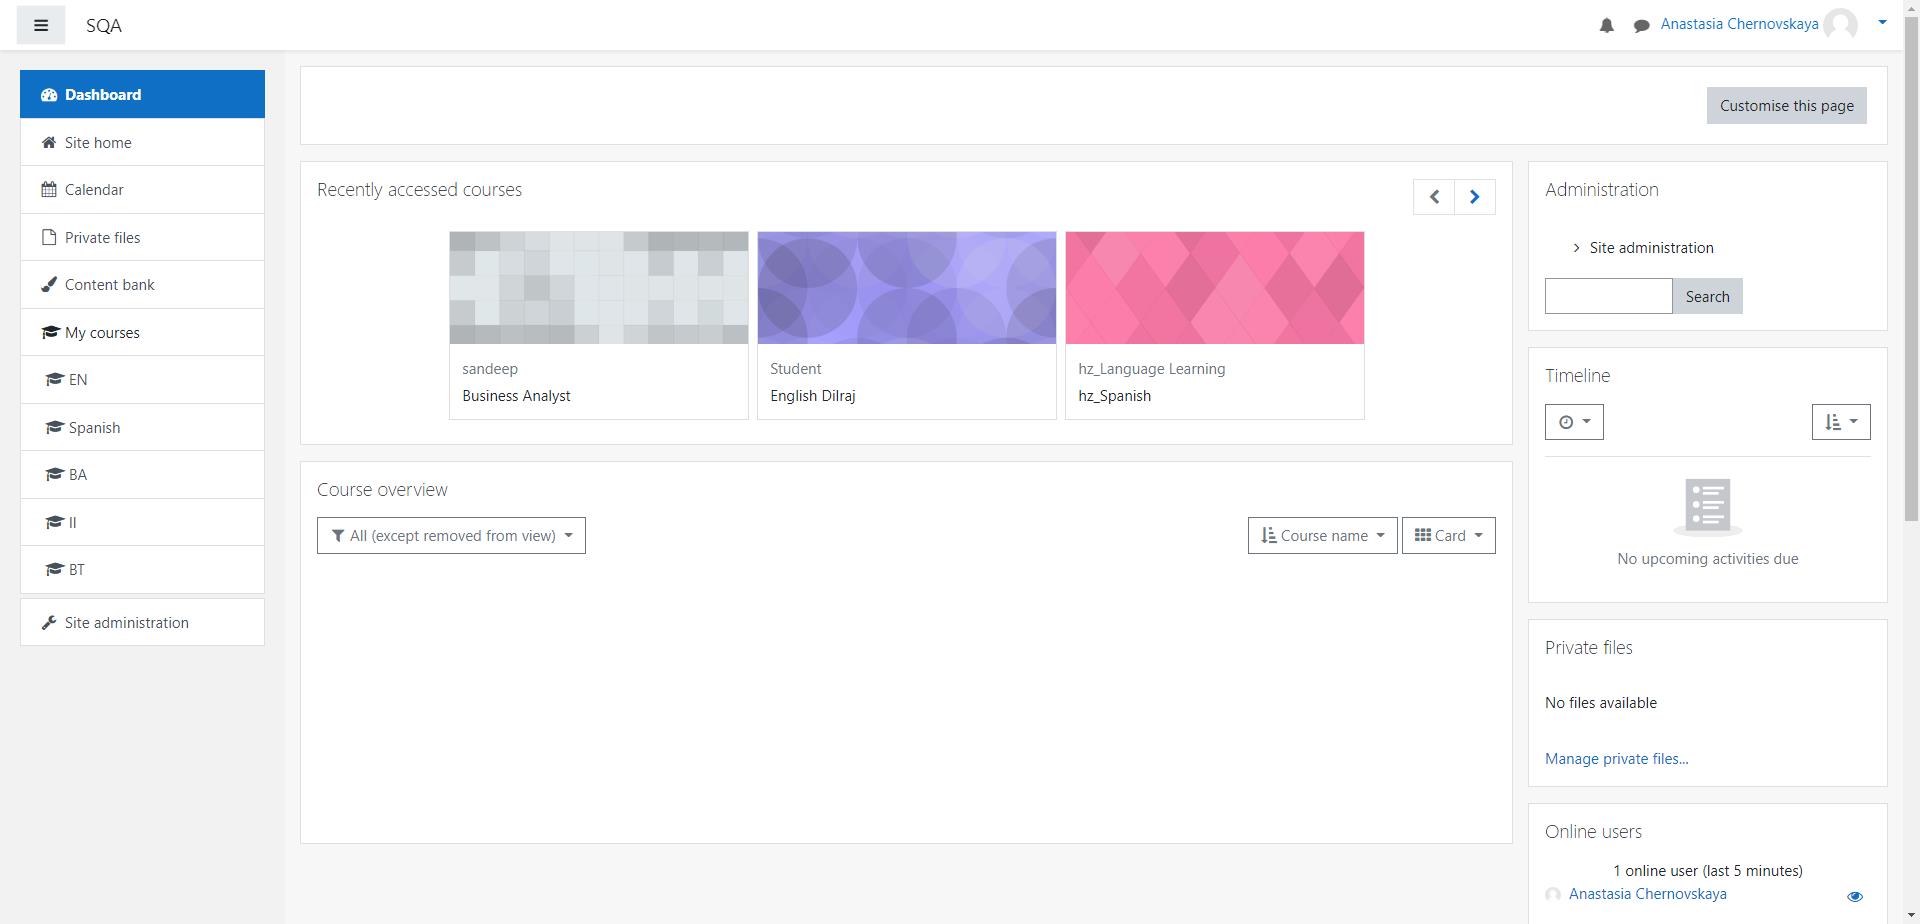 SQA
Anastasia Chernovskaya
Dashboard
Site home
Calendar
Private files
Content bank
My courses
EN
Spanish
BA
II
BT
Site administration
Customise this page
Recently accessed courses
sandeep
Business Analyst
Student
English Dilraj
hz_Language Learning
hz_Spanish
Course overview
All (except removed from view)
Course name
Card
Administration
Site administration
Search
Timeline
No upcoming activities due
Private files
No files available
Manage private files...
Online users
1 online user (last 5 minutes)
Anastasia Chernovskaya